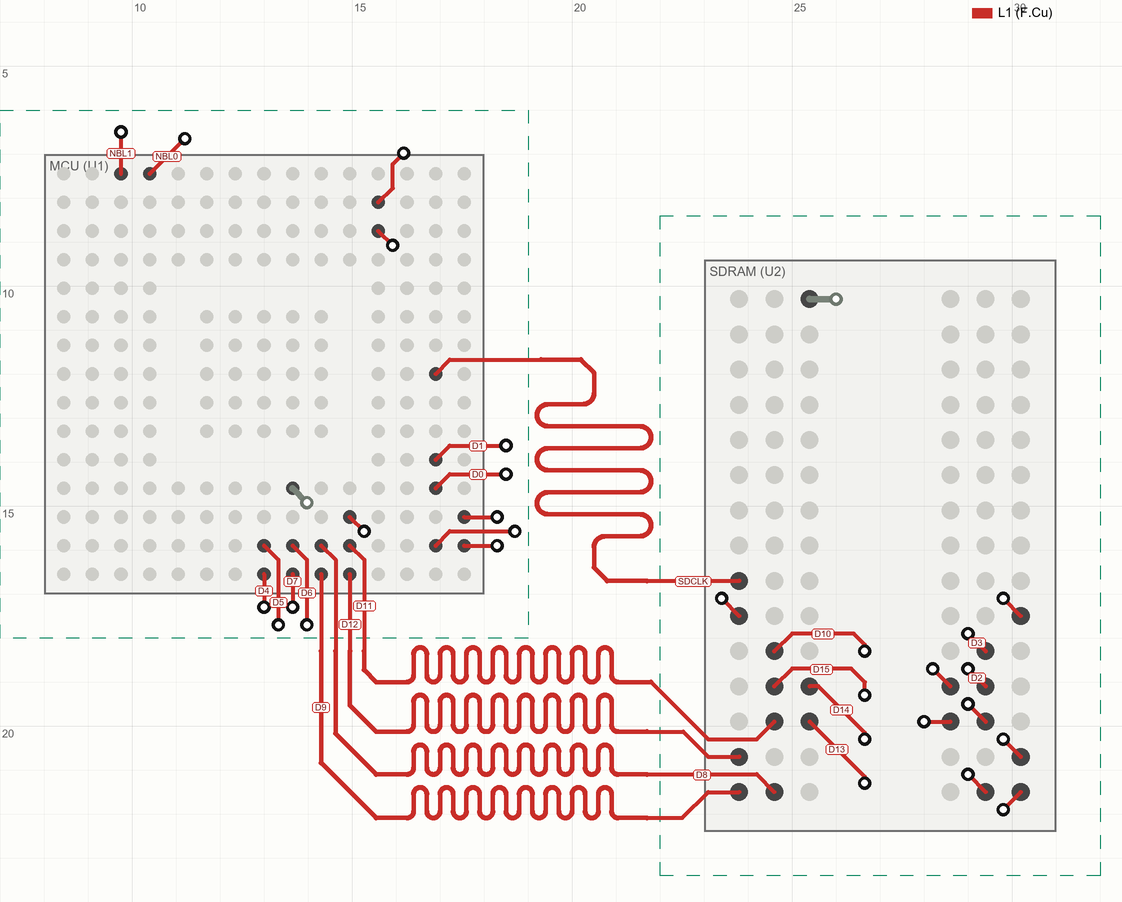 10 15 20 25 30
L1 (F.Cu)
5
NBL1 NBL0
MCU (U1)
SDRAM (U2)
10
D1
D0
15
SDCLK
D7
D4 D6
D5 D11
D12
D10
D3
D15
D2
D9
D14
20
D13
D8